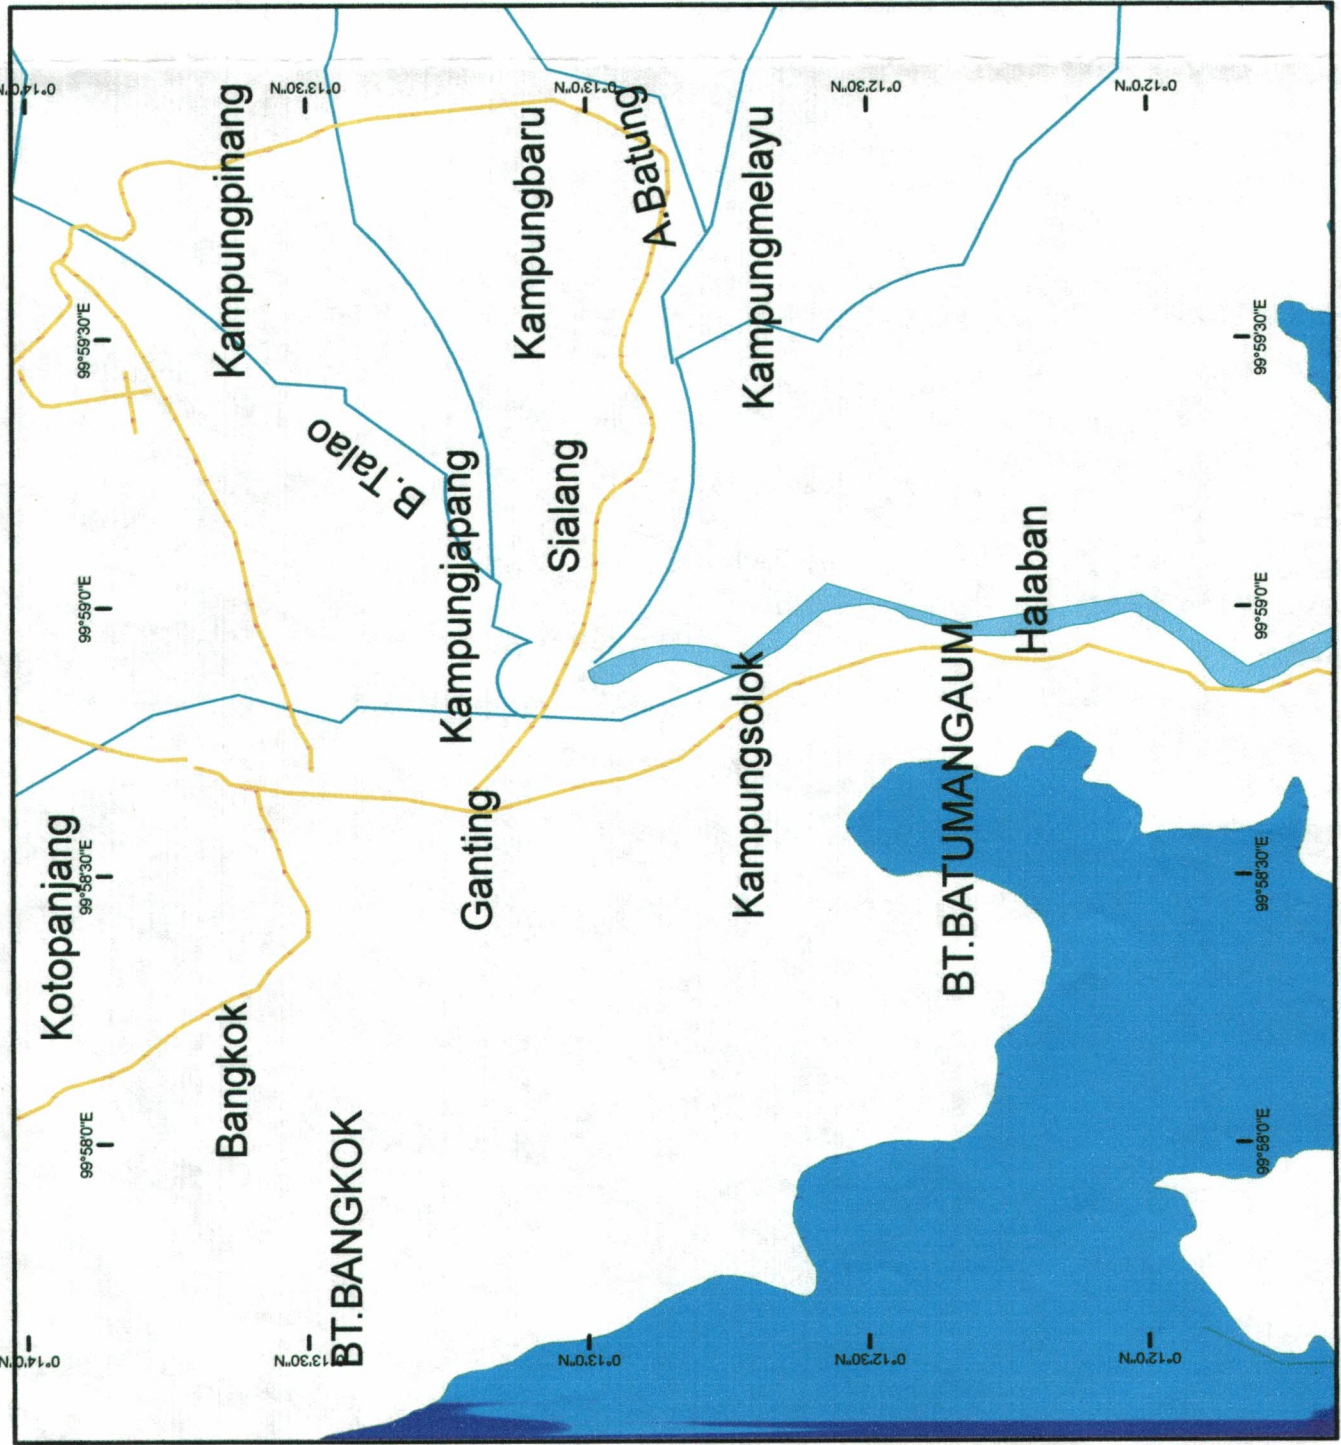 0°14'0"N
0°14'0"N
Kotopanjang
99°58'0"E
99°58'30"E
99°59'0"E
99°59'30"E
Bangkok
Kampungpinang
0°13'30"N
0°13'30"N
BT.BANGKOK
B.Talao
Kampungjapang
Ganting
Kampungbaru
Sialang
0°13'0"N
0°13'0"N
A.Batung
Kampungsolok
Kampungmelayu
0°12'30"N
0°12'30"N
BT.BATUMANGAUM
Halaban
0°12'0"N
0°12'0"N
99°58'0"E
99°58'30"E
99°59'0"E
99°59'30"E